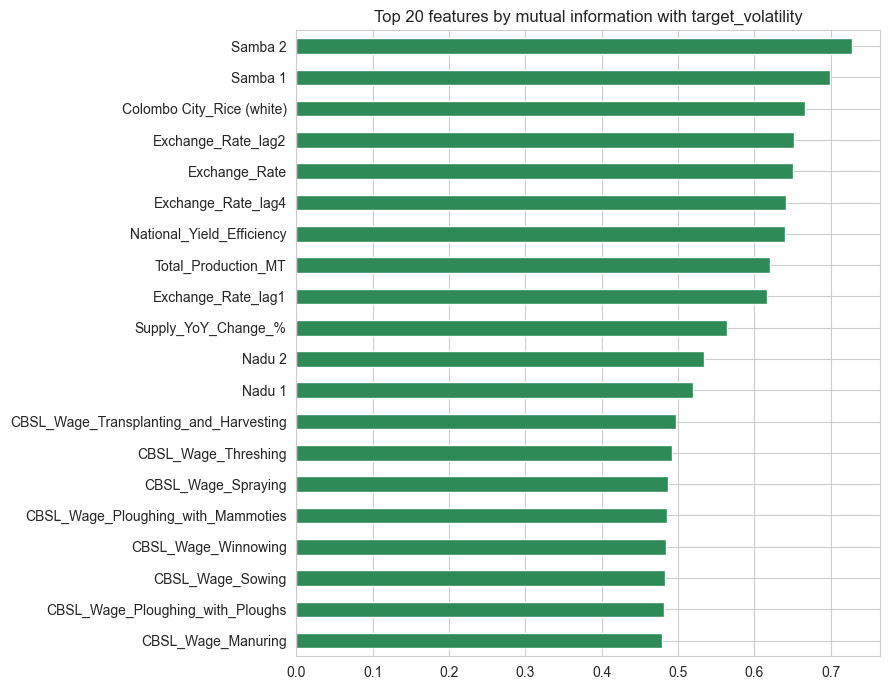 Top 20 features by mutual information with target_volatility
Samba 2
Samba 1
Colombo City_Rice (white)
Exchange_Rate_lag2
Exchange_Rate
Exchange_Rate_lag4
National_Yield_Efficiency
Total_Production_MT
Exchange_Rate_lag1
Supply_YoY_Change_%
Nadu 2
Nadu 1
CBSL_Wage_Transplanting_and_Harvesting
CBSL_Wage_Threshing
CBSL_Wage_Spraying
CBSL_Wage_Ploughing_with_Mammoties
CBSL_Wage_Winnowing
CBSL_Wage_Sowing
CBSL_Wage_Ploughing_with_Ploughs
CBSL_Wage_Manuring
0.0 0.1 0.2 0.3 0.4 0.5 0.6 0.7